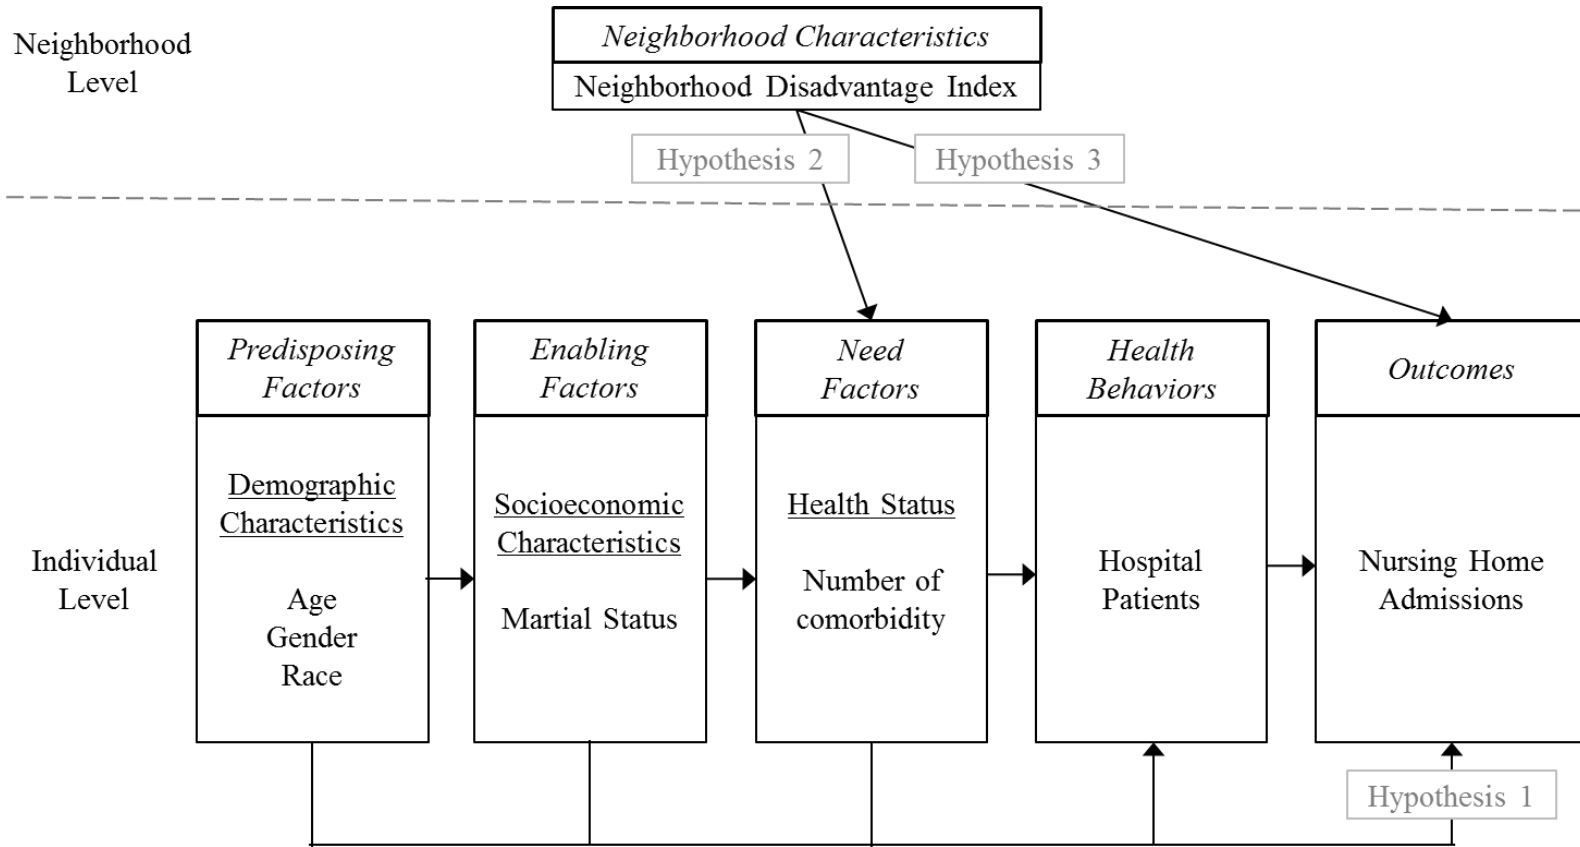 Neighborhood
Level
Neighborhood Characteristics
Neighborhood Disadvantage Index
Hypothesis 2
Hypothesis 3
Individual
Level
Predisposing
Factors
Demographic
Characteristics
Age
Gender
Race
Enabling
Factors
Socioeconomic
Characteristics
Martial Status
Need
Factors
Health Status
Number of
comorbidity
Health
Behaviors
Hospital
Patients
Outcomes
Nursing Home
Admissions
Hypothesis 1